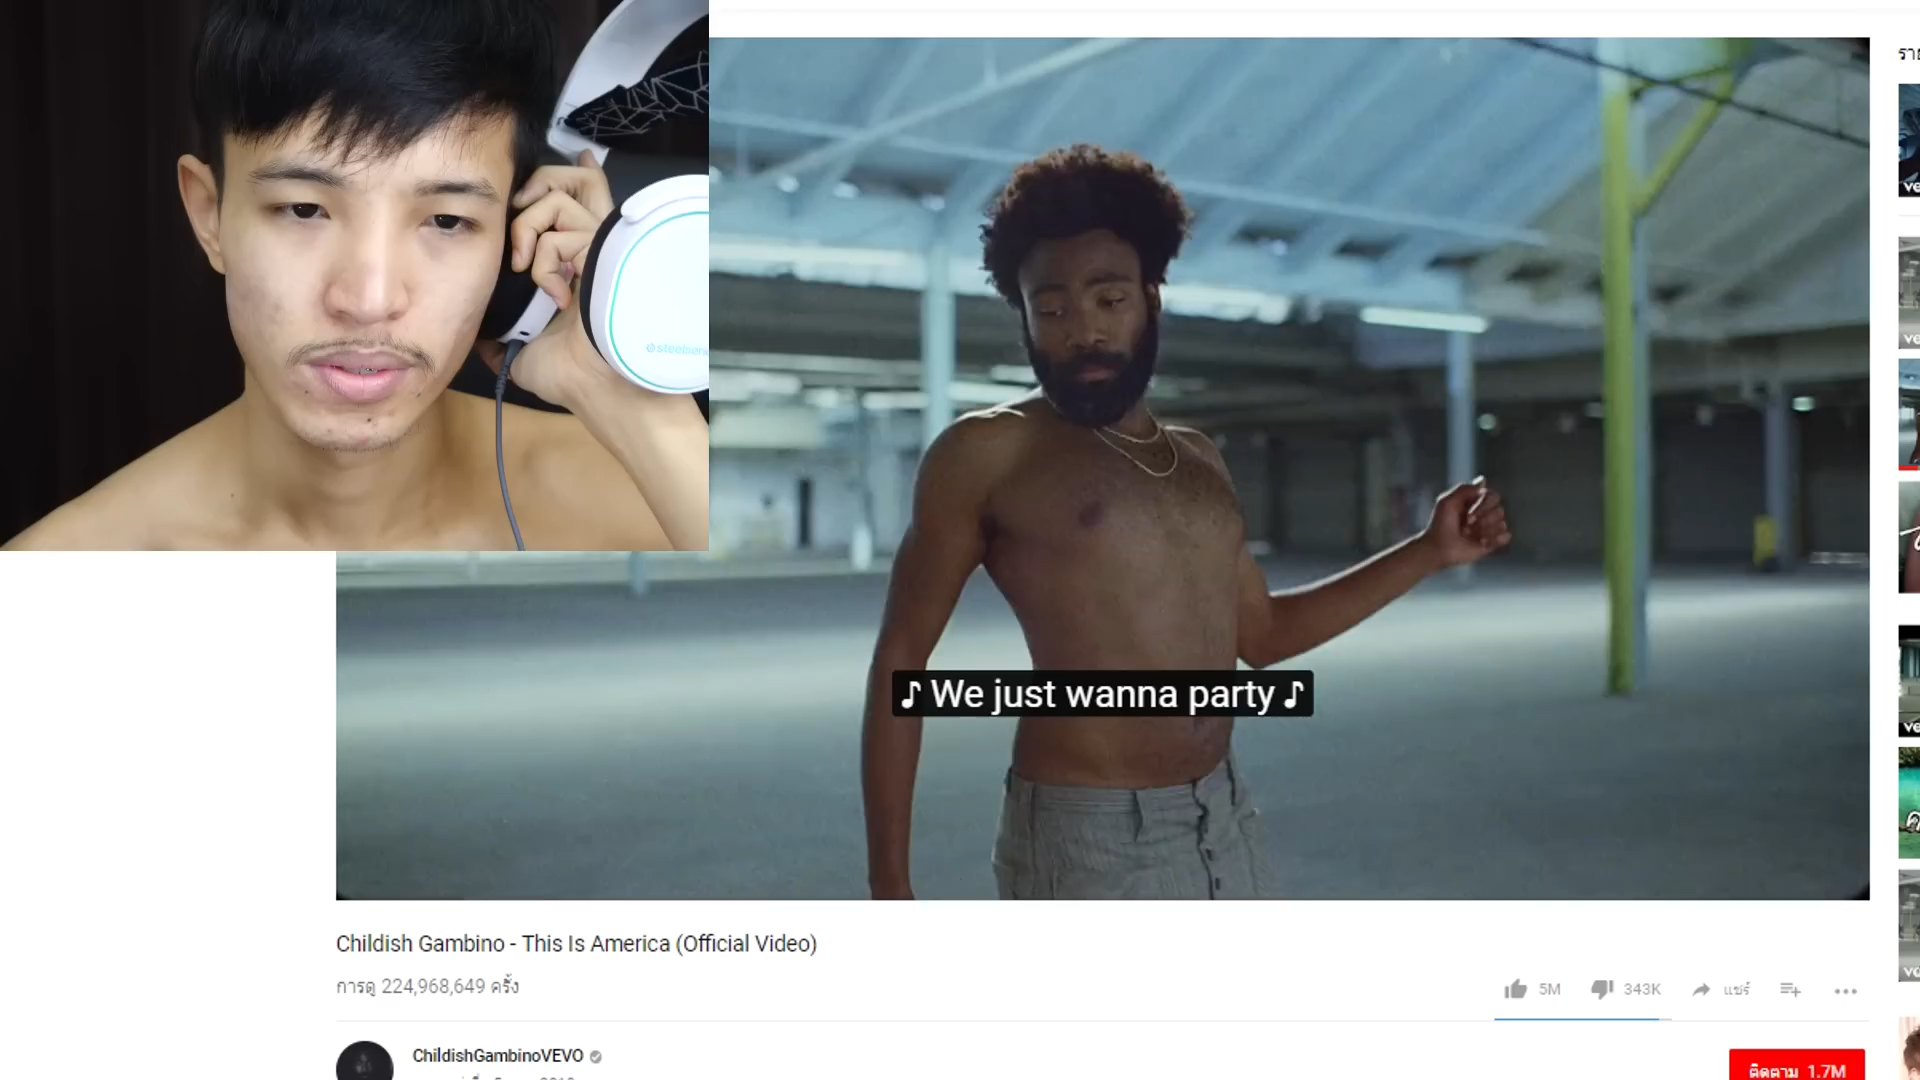 steelseries
♪ We just wanna party ♪
Childish Gambino - This Is America (Official Video)
การดู 224,968,649 ครั้ง
5M
343K
แชร์
ChildishGambinoVEVO
ติดตาม 1.7M